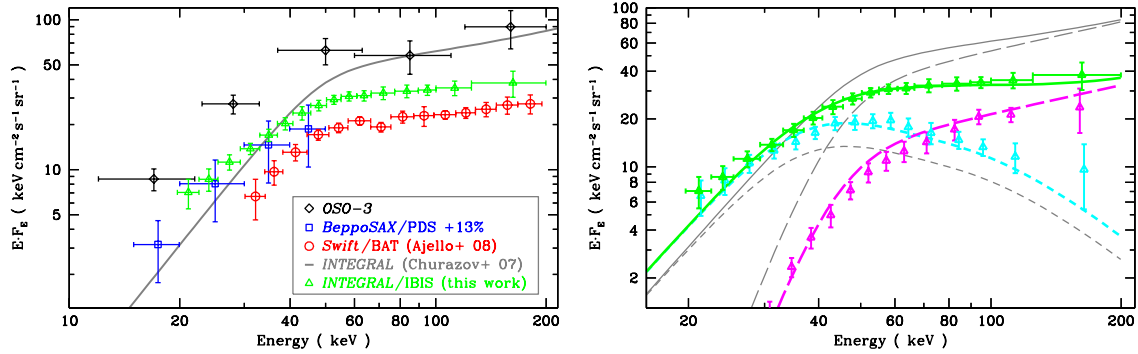 E·F_E ( keV cm⁻² s⁻¹ sr⁻¹ )
100
50
10
5
OSO-3
BeppoSAX/PDS +13%
Swift/BAT (Ajello+ 08)
INTEGRAL (Churazov+ 07)
INTEGRAL/IBIS (this work)
10 20 40 60 80 100 200
Energy ( keV )
E·F_E ( keV cm⁻² s⁻¹ sr⁻¹ )
100
80
60
40
20
10
8
6
4
2
20 40 60 80 100 200
Energy ( keV )